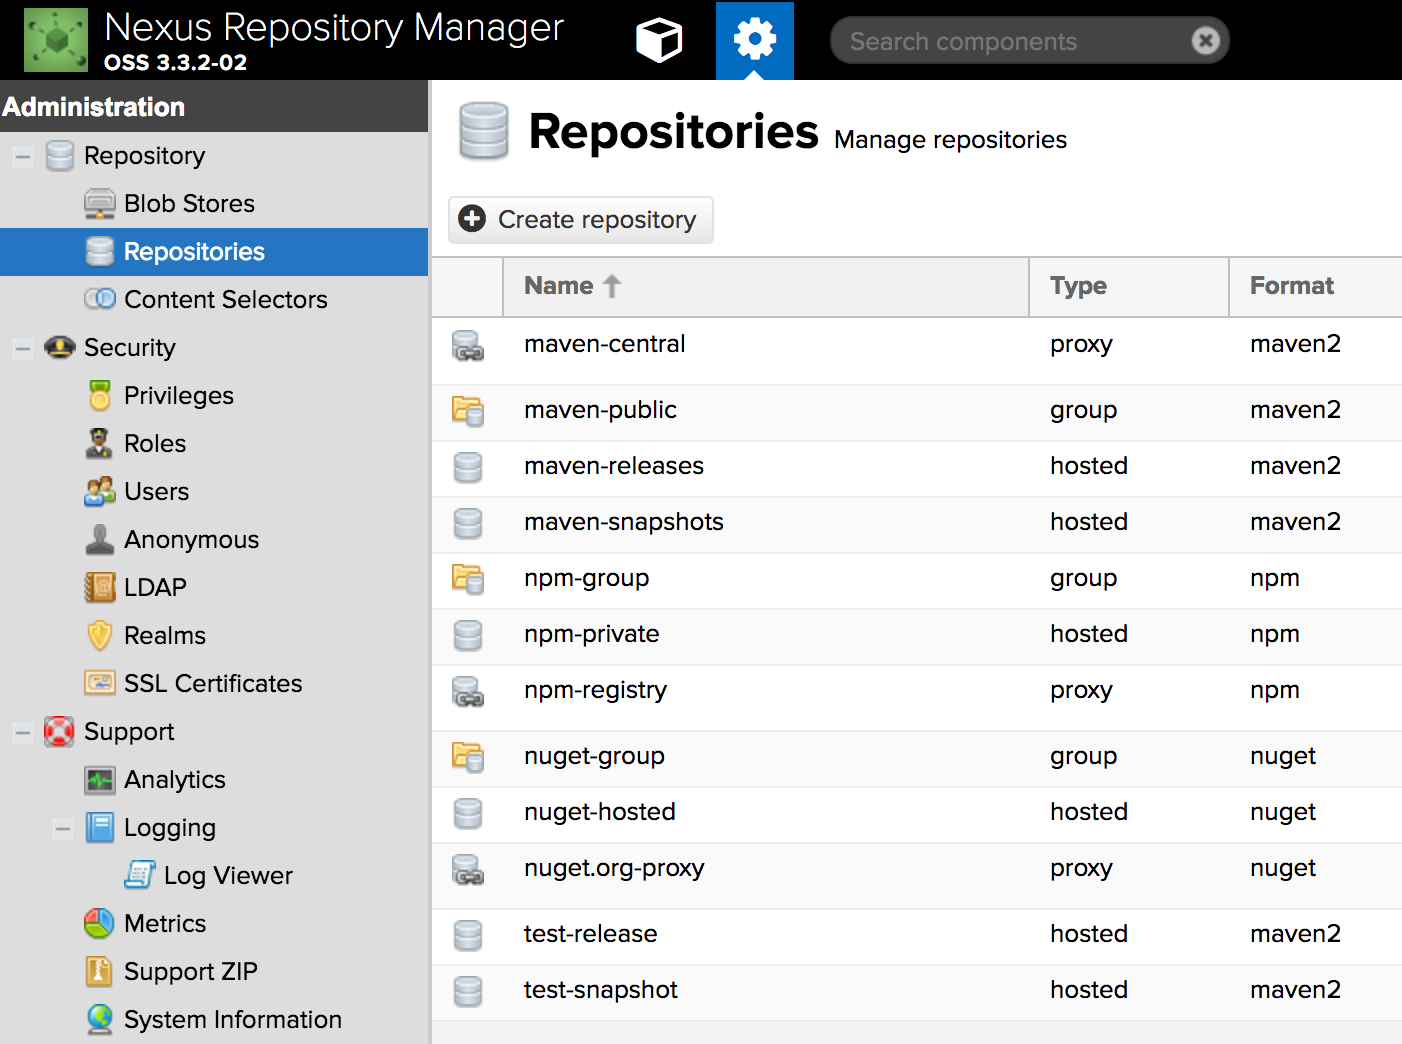 Nexus Repository Manager
OSS 3.3.2-02
Search components
Administration
Repository
Blob Stores
Repositories
Content Selectors
Security
Privileges
Roles
Users
Anonymous
LDAP
Realms
SSL Certificates
Support
Analytics
Logging
Log Viewer
Metrics
Support ZIP
System Information
Repositories Manage repositories
Create repository
Name Type Format
maven-central proxy maven2
maven-public group maven2
maven-releases hosted maven2
maven-snapshots hosted maven2
npm-group group npm
npm-private hosted npm
npm-registry proxy npm
nuget-group group nuget
nuget-hosted hosted nuget
nuget.org-proxy proxy nuget
test-release hosted maven2
test-snapshot hosted maven2